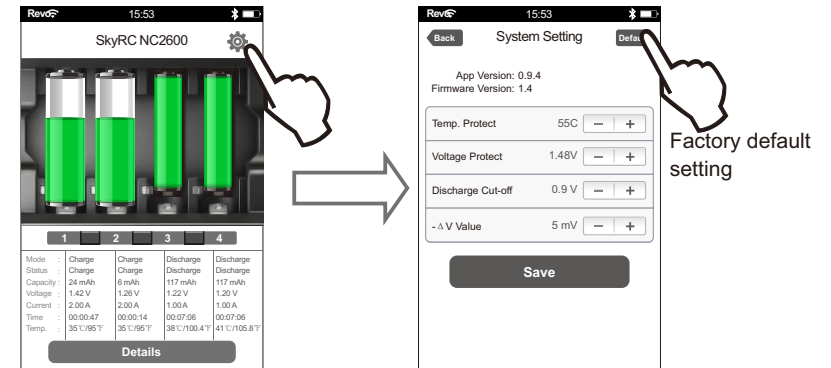 Revo 15:53
SkyRC NC2600
1 2 3 4
Mode : Charge Charge Discharge Discharge
Status : Charge Charge Discharge Discharge
Capacity : 24 mAh 6 mAh 117 mAh 117 mAh
Voltage : 1.42 V 1.26 V 1.22 V 1.20 V
Current : 2.00 A 2.00 A 1.00 A 1.00 A
Time : 00:00:47 00:00:14 00:07:06 00:07:06
Temp. : 35℃/95℉ 35℃/95℉ 38℃/100.4℉ 41℃/105.8℉
Details
Revo 15:53
Back System Setting Defau
App Version: 0.9.4
Firmware Version: 1.4
Temp. Protect 55C − +
Voltage Protect 1.48V − +
Discharge Cut-off 0.9 V − +
- Δ V Value 5 mV − +
Save
Factory default
setting